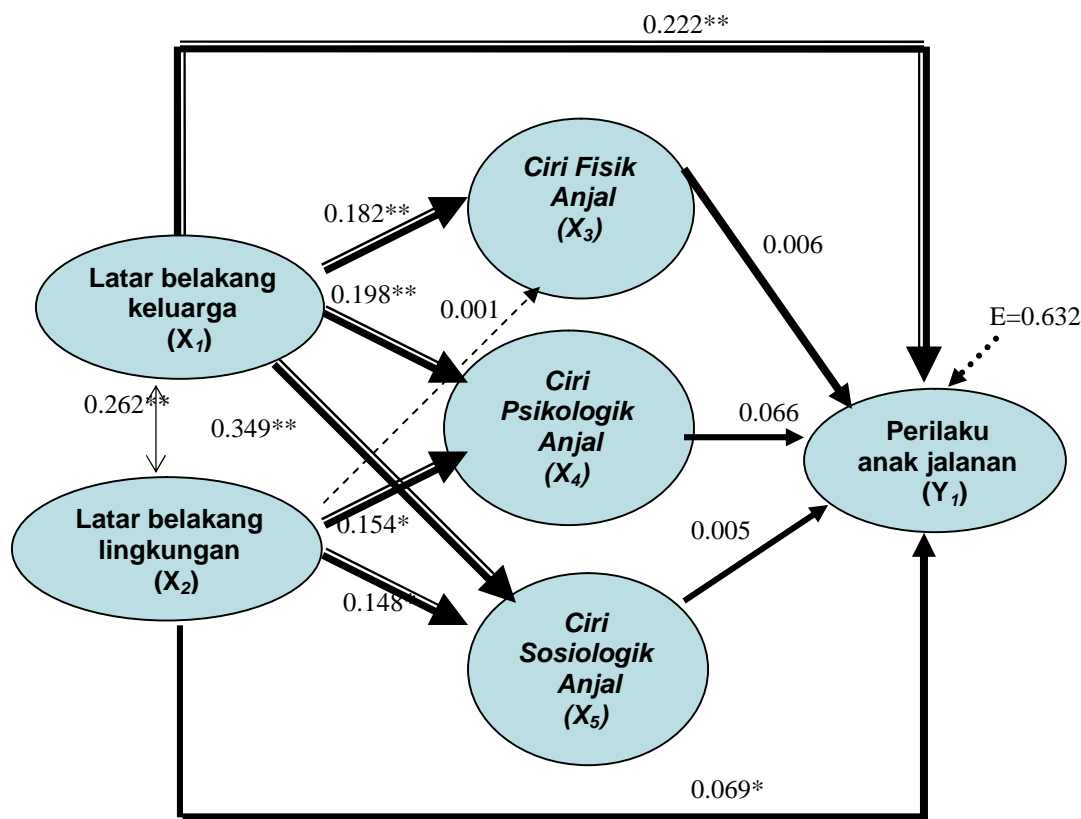 0.222**
Ciri Fisik
Anjal
(X3)
0.182**
0.006
Latar belakang
keluarga
(X1)
0.198**
0.001
E=0.632
Ciri
Psikologik
Anjal
(X4)
0.262**
0.349**
0.066
Perilaku
anak jalanan
(Y1)
Latar belakang
lingkungan
(X2)
0.154*
0.005
0.148*
Ciri
Sosiologik
Anjal
(X5)
0.069*